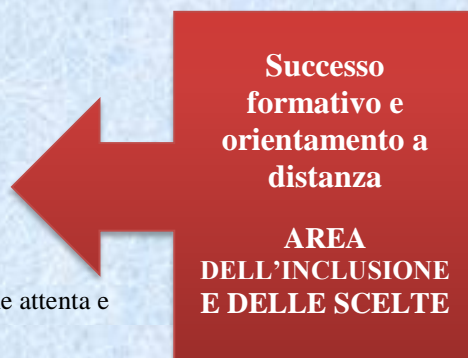 Successo
formativo e
orientamento a
distanza
AREA
DELL'INCLUSIONE
E DELLE SCELTE
e attenta e